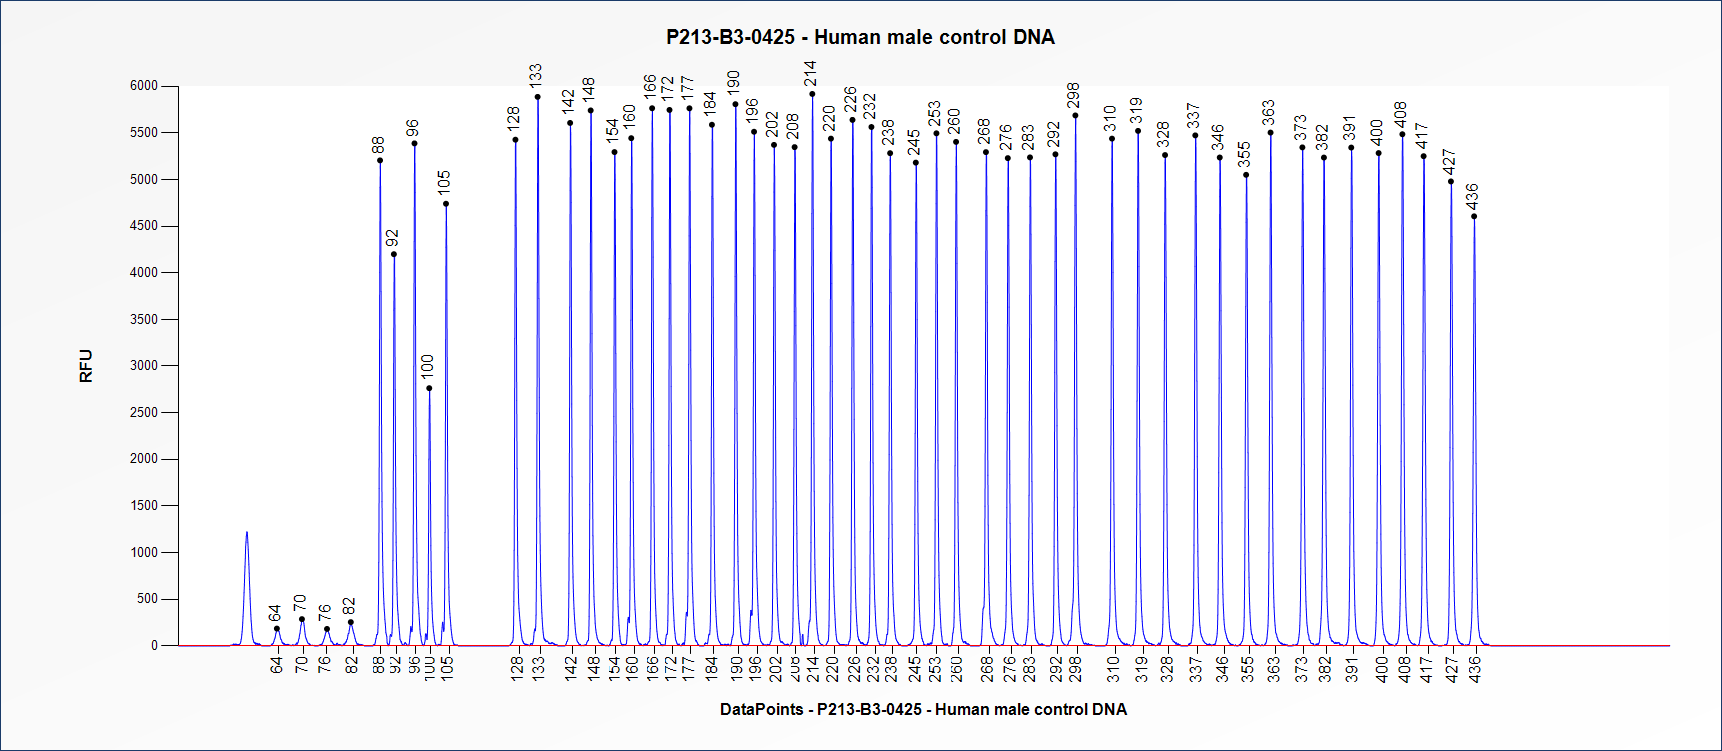 P213-B3-0425 - Human male control DNA
6000
5500
5000
4500
4000
3500
3000
2500
2000
1500
1000
500
0
RFU
64 70 76 82 88 92 96 100 105 128 133 142 148 154 160 166 172 177 184 190 196 202 208 214 220 226 232 238 245 253 260 268 276 283 292 298 310 319 328 337 346 355 363 373 382 391 400 408 417 427 436
64 70 76 82 88 92 96 100 105 128 133 142 148 154 160 166 172 177 184 190 196 202 208 214 220 226 232 238 245 253 260 268 276 283 292 298 310 319 328 337 346 355 363 373 382 391 400 408 417 427 436
DataPoints - P213-B3-0425 - Human male control DNA